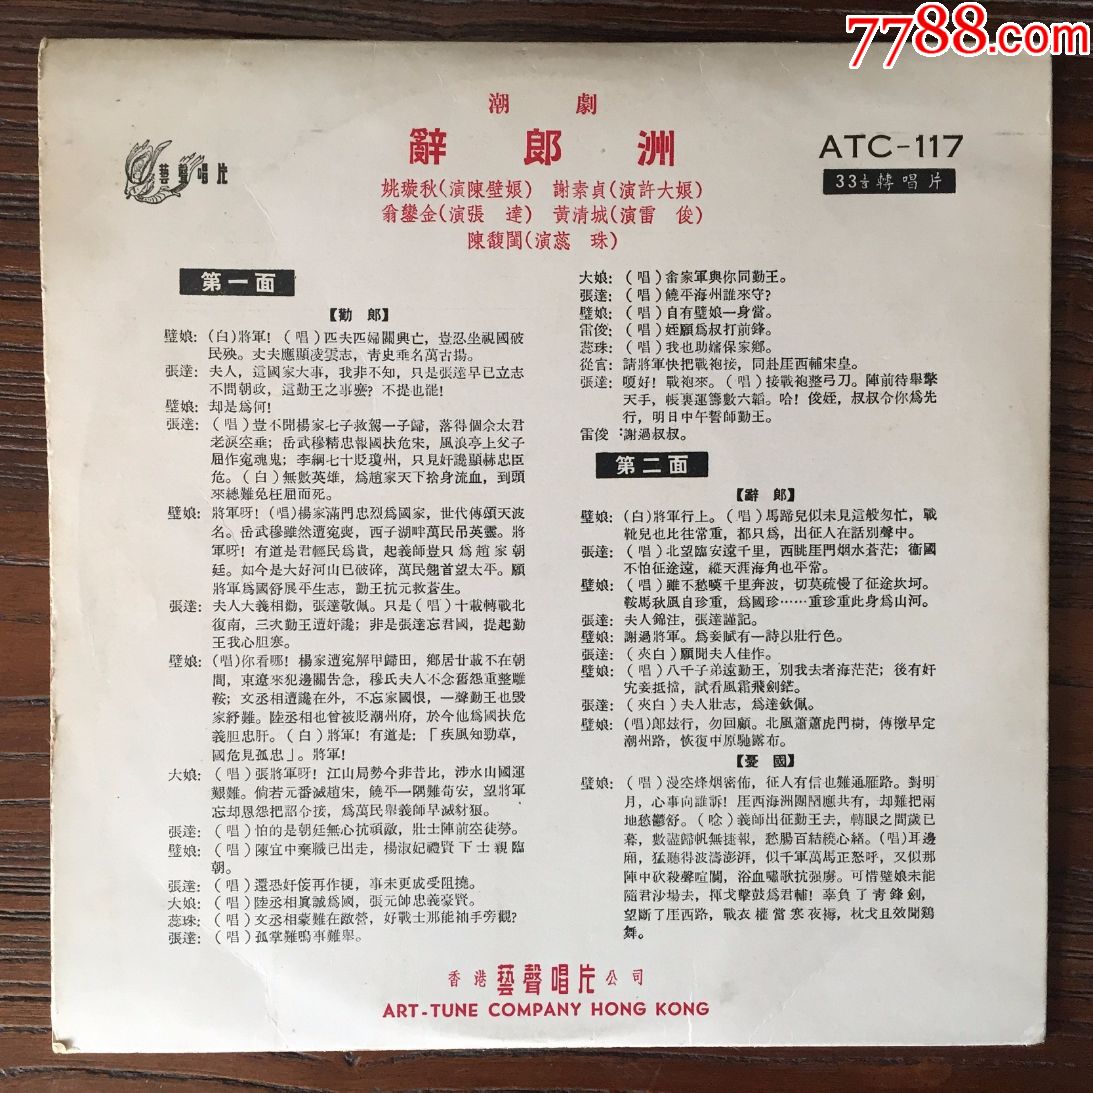 7788.com
潮劇
辭郎洲
藝聲唱片
ATC-117
33⅓轉唱片
姚璇秋(演陳璧娘) 謝素貞(演許大娘)
翁鑾金(演張達) 黃清城(演雷俊)
陳馥閨(演蕊珠)
第一面
【勸郎】
璧娘:(白)將軍!(唱)匹夫匹婦關興亡,豈忍坐視國破
民殃。丈夫應顯凌雲志,青史垂名萬古揚。
張達:夫人,這國家大事,我非不知,只是張達早已立志
不問朝政,這勤王之事麼?不提也罷!
璧娘:却是爲何!
張達:(唱)豈不聞楊家七子救駕一子歸,落得個佘太君
老淚空垂;岳武穆精忠報國扶危宋,風浪亭上父子
屈作寃魂鬼;李綱七十貶瓊州,只見奸讒顯赫忠臣
危。(白)無數英雄,爲趙家天下捨身流血,到頭
來總難免枉屈而死。
璧娘:將軍呀!(唱)楊家滿門忠烈爲國家,世代傳頌天波
名。岳武穆雖然遭寃喪,西子湖畔萬民吊英靈。將
軍呀!有道是君輕民爲貴,起義師豈只爲趙家朝
廷。如今是大好河山已破碎,萬民翹首望太平。願
將軍爲國舒展平生志,勤王抗元救蒼生。
張達:夫人大義相勸,張達敬佩。只是(唱)十載轉戰北
復南,三次勤王遭奸讒;非是張達忘君國,提起勤
王我心胆寒。
璧娘:(唱)你看哪!楊家遭寃解甲歸田,鄉居廿載不在朝
間,東遼來犯邊關告急,穆氏夫人不念舊怨重整雕
鞍;文丞相遭讒在外,不忘家國恨,一聲勤王也毁
家紓難。陸丞相也曾被貶潮州府,於今他爲國扶危
義胆忠肝。(白)將軍!有道是:「疾風知勁草,
國危見孤忠」。將軍!
大娘:(唱)張將軍呀!江山局勢今非昔比,涉水山國運
艱難。倘若元番滅趙宋,饒平一隅難苟安,望將軍
忘却恩怨把詔令接,爲萬民舉義師早滅豺狼。
張達:(唱)怕的是朝廷無心抗頑敵,壯士陣前空徒勞。
璧娘:(唱)陳宜中棄職已出走,楊淑妃禮賢下士親臨
朝。
張達:(唱)還恐奸佞再作梗,事未更成受阻撓。
大娘:(唱)陸丞相眞誠爲國,張元帥忠義豪賢。
蕊珠:(唱)文丞相蒙難在敵營,好戰士那能袖手旁觀?
張達:(唱)孤掌難鳴事難舉。
大娘:(唱)畲家軍與你同勤王。
張達:(唱)饒平海州誰來守?
璧娘:(唱)自有璧娘一身當。
雷俊:(唱)姪願爲叔打前鋒。
蕊珠:(唱)我也助嬸保家鄉。
從官:請將軍快把戰袍接,同赴厓西輔宋皇。
張達:嗄好!戰袍來。(唱)接戰袍整弓刀。陣前待舉擎
天手,帳裏運籌數六韜。哈!俊姪,叔叔令你爲先
行,明日中午誓師勤王。
雷俊:謝過叔叔。
第二面
【辭郎】
璧娘:(白)將軍行上。(唱)馬蹄兒似未見這般匆忙,戰
靴兒也比往常重,都只爲,出征人在話別聲中。
張達:(唱)北望臨安遠千里,西眺厓門烟水蒼茫;衞國
不怕征途遠,縱天涯海角也平常。
璧娘:(唱)雖不愁嘆千里奔波,切莫疏慢了征途坎坷。
鞍馬秋風自珍重,爲國珍……重珍重此身爲山河。
張達:夫人錦注,張達謹記。
璧娘:謝過將軍。爲妾賦有一詩以壯行色。
張達:(夾白)願聞夫人佳作。
璧娘:(唱)八千子弟遠勤王,別我去者海茫茫;後有奸
宄妾抵擋,試看風霜飛劍鋩。
張達:(夾白)夫人壯志,爲達欽佩。
璧娘:(唱)郎玆行,勿回顧。北風蕭蕭虎門樹,傳檄早定
潮州路,恢復中原馳露布。
【憂國】
璧娘:(唱)漫空烽烟密佈,征人有信也難通雁路。對明
月,心事向誰訴!厓西海洲團圞應共有,却難把兩
地愁鬱舒。(唸)義師出征勤王去,轉眼之間歲已
暮,數盡歸帆無捷報,愁腸百結繞心緒。(唱)耳邊
廂,猛聽得波濤澎湃,似千軍萬馬正怒呼,又似那
陣中砍殺聲喧闐,浴血嘯歌抗强虜。可惜璧娘未能
隨君沙場去,揮戈擊鼓爲君輔!辜負了青鋒劍,
望斷了厓西路,戰衣權當寒夜褥,枕戈且效聞鷄
舞。
香港藝聲唱片公司
ART-TUNE COMPANY HONG KONG